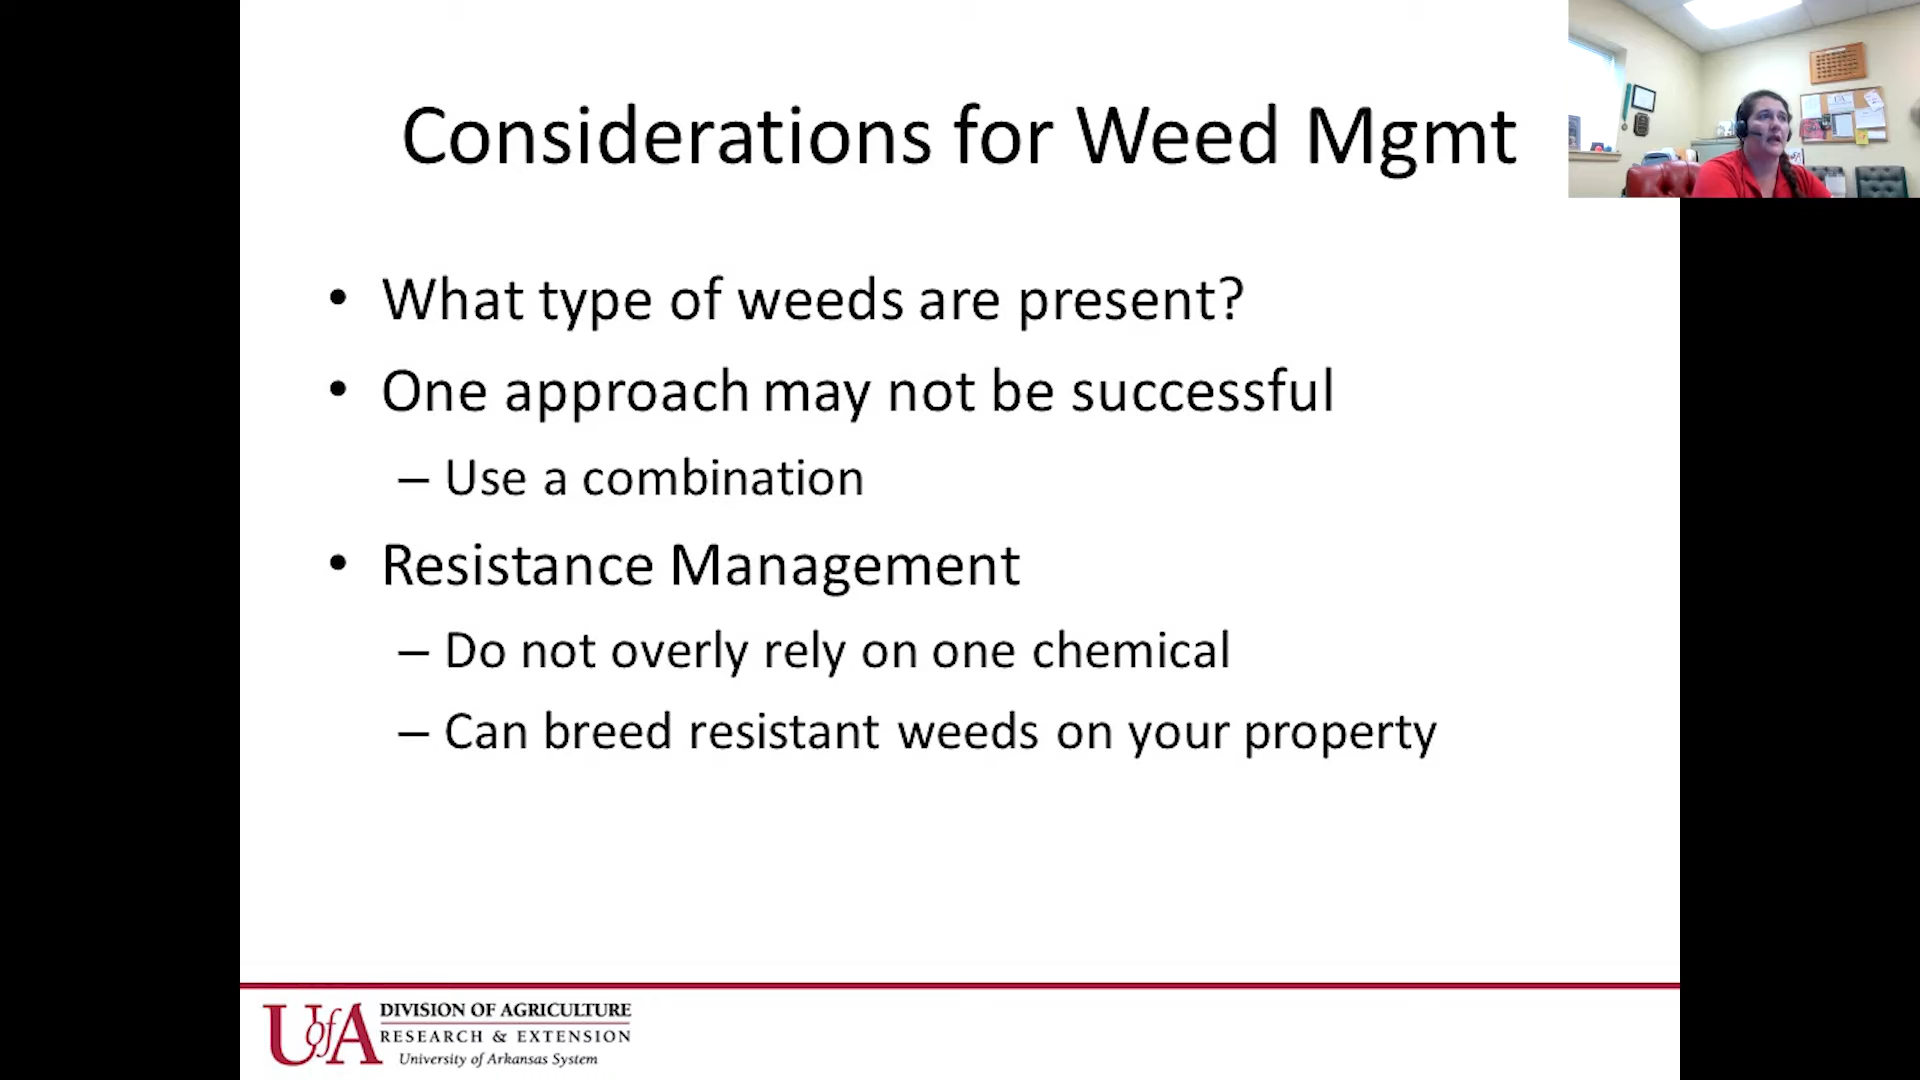 Considerations for Weed Mgmt
• What type of weeds are present?
• One approach may not be successful
– Use a combination
• Resistance Management
– Do not overly rely on one chemical
– Can breed resistant weeds on your property
UofA
DIVISION OF AGRICULTURE
RESEARCH & EXTENSION
University of Arkansas System